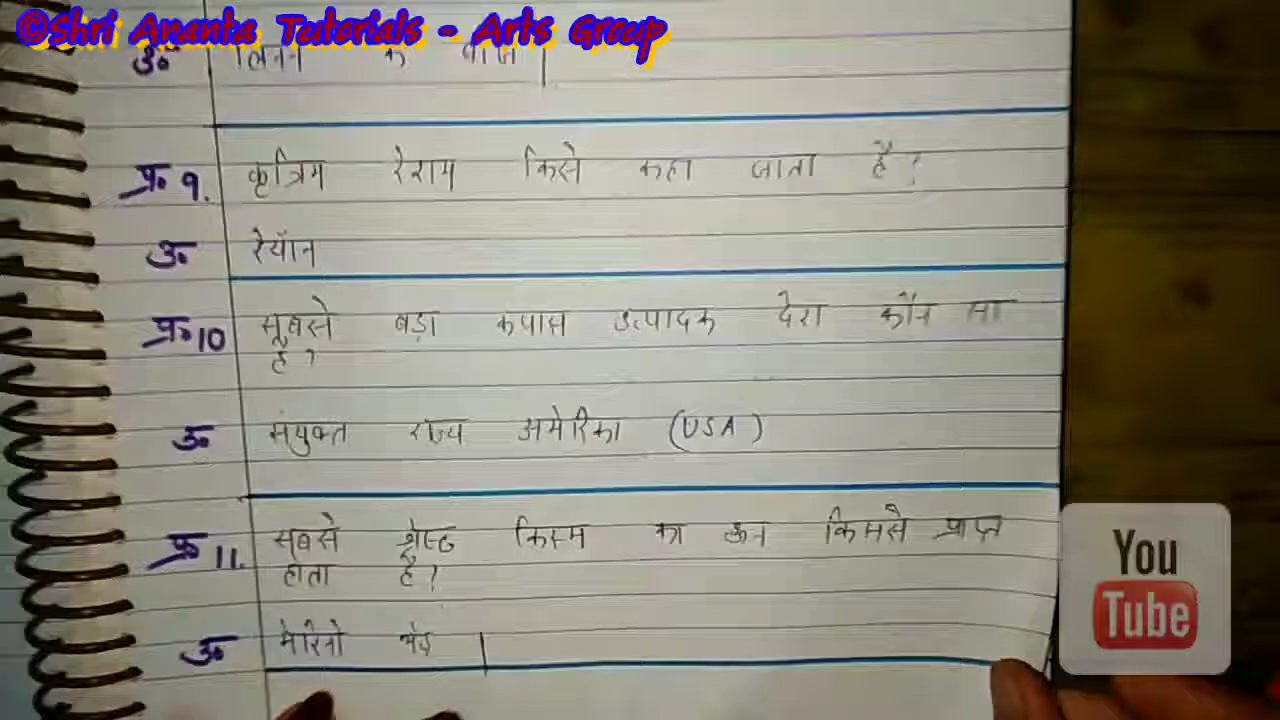 ©Shri Ananta Tutorials - Arts Group
उ॰ लिनन के
प्र॰ 9. कृत्रिम रेशम किसे कहा जाता है?
उ॰ रेयॉन
प्र॰ 10 सबसे बड़ा कपास उत्पादक देश कौन सा
है?
उ॰ संयुक्त राज्य अमेरिका (USA)
प्र॰ 11. सबसे श्रेष्ठ किस्म का ऊन किससे प्राप्त
होता है?
उ॰ मेरिनो भेड़ |
You
Tube